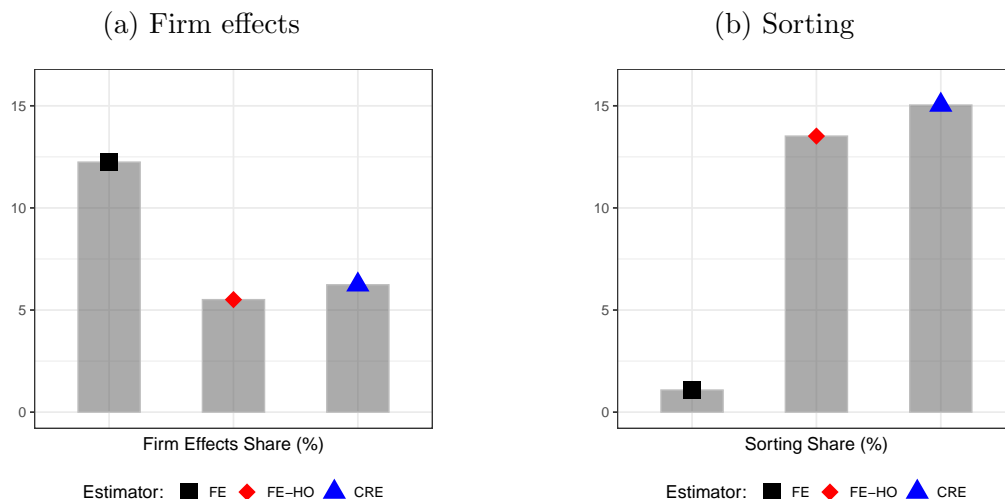 (a) Firm effects
15
10
5
0
Firm Effects Share (%)
Estimator: FE FE−HO CRE
(b) Sorting
15
10
5
0
Sorting Share (%)
Estimator: FE FE−HO CRE